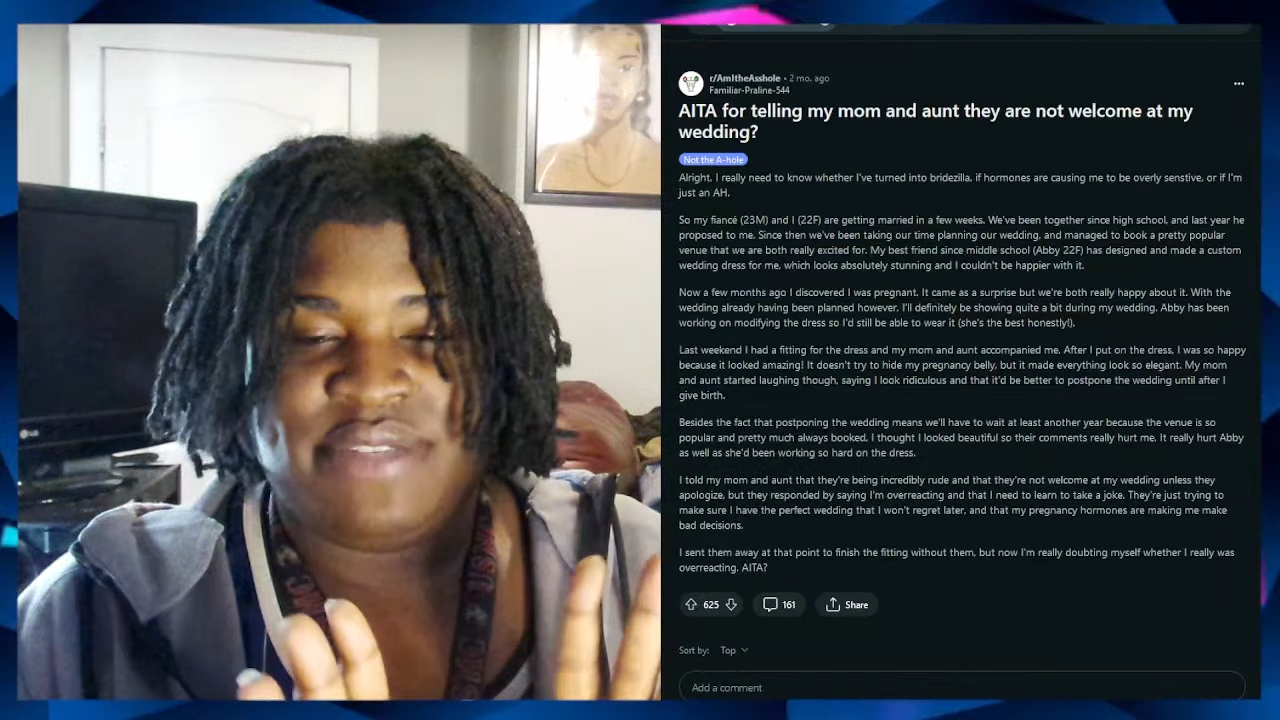 r/AmItheAsshole • 2 mo. ago
Familiar-Praline-544
AITA for telling my mom and aunt they are not welcome at my
wedding?
Not the A-hole
Alright, I really need to know whether I've turned into bridezilla, if hormones are causing me to be overly senstive, or if I'm
just an AH.
So my fiancé (23M) and I (22F) are getting married in a few weeks. We've been together since high school, and last year he
proposed to me. Since then we've been taking our time planning our wedding, and managed to book a pretty popular
venue that we are both really excited for. My best friend since middle school (Abby 22F) has designed and made a custom
wedding dress for me, which looks absolutely stunning and I couldn't be happier with it.
Now a few months ago I discovered I was pregnant. It came as a surprise but we're both really happy about it. With the
wedding already having been planned however, I'll definitely be showing quite a bit during my wedding. Abby has been
working on modifying the dress so I'd still be able to wear it (she's the best honestly!).
Last weekend I had a fitting for the dress and my mom and aunt accompanied me. After I put on the dress, I was so happy
because it looked amazing! It doesn't try to hide my pregnancy belly, but it made everything look so elegant. My mom
and aunt started laughing though, saying I look ridiculous and that it'd be better to postpone the wedding until after I
give birth.
Besides the fact that postponing the wedding means we'll have to wait at least another year because the venue is so
popular and pretty much always booked, I thought I looked beautiful so their comments really hurt me. It really hurt Abby
as well as she'd been working so hard on the dress.
I told my mom and aunt that they're being incredibly rude and that they're not welcome at my wedding unless they
apologize, but they responded by saying I'm overreacting and that I need to learn to take a joke. They're just trying to
make sure I have the perfect wedding that I won't regret later, and that my pregnancy hormones are making me make
bad decisions.
I sent them away at that point to finish the fitting without them, but now I'm really doubting myself whether I really was
overreacting. AITA?
625 161 Share
Sort by: Top
Add a comment